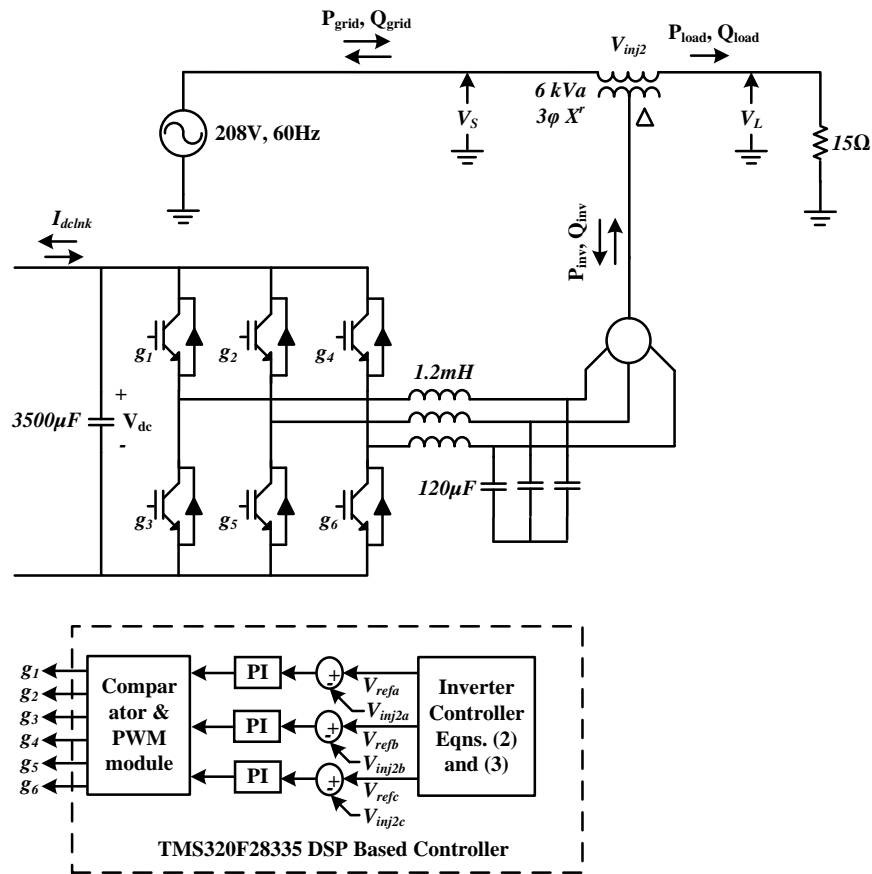 P_grid, Q_grid
V_inj2
P_load, Q_load
6 kVa
3φ X^r
Δ
V_S
V_L
208V, 60Hz
15Ω
I_dclnk
P_inv, Q_inv
g_1
g_2
g_4
1.2mH
+
3500μF
V_dc
-
120μF
g_3
g_5
g_6
g_1
g_2
g_3
g_4
g_5
g_6
Compar
ator &
PWM
module
PI
PI
PI
+
-
+
-
+
-
V_refa
V_inj2a
V_refb
V_inj2b
V_refc
V_inj2c
Inverter
Controller
Eqns. (2)
and (3)
TMS320F28335 DSP Based Controller